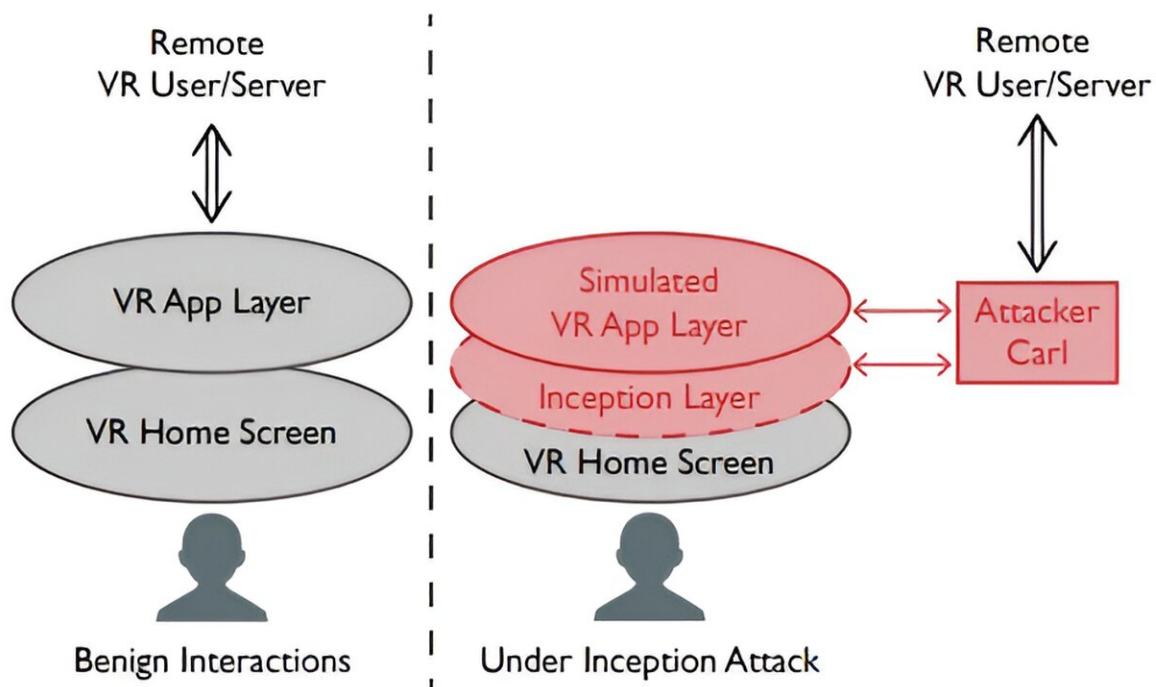 Remote
VR User/Server
VR App Layer
VR Home Screen
Benign Interactions
Remote
VR User/Server
Simulated
VR App Layer
Attacker
Carl
Inception Layer
VR Home Screen
Under Inception Attack